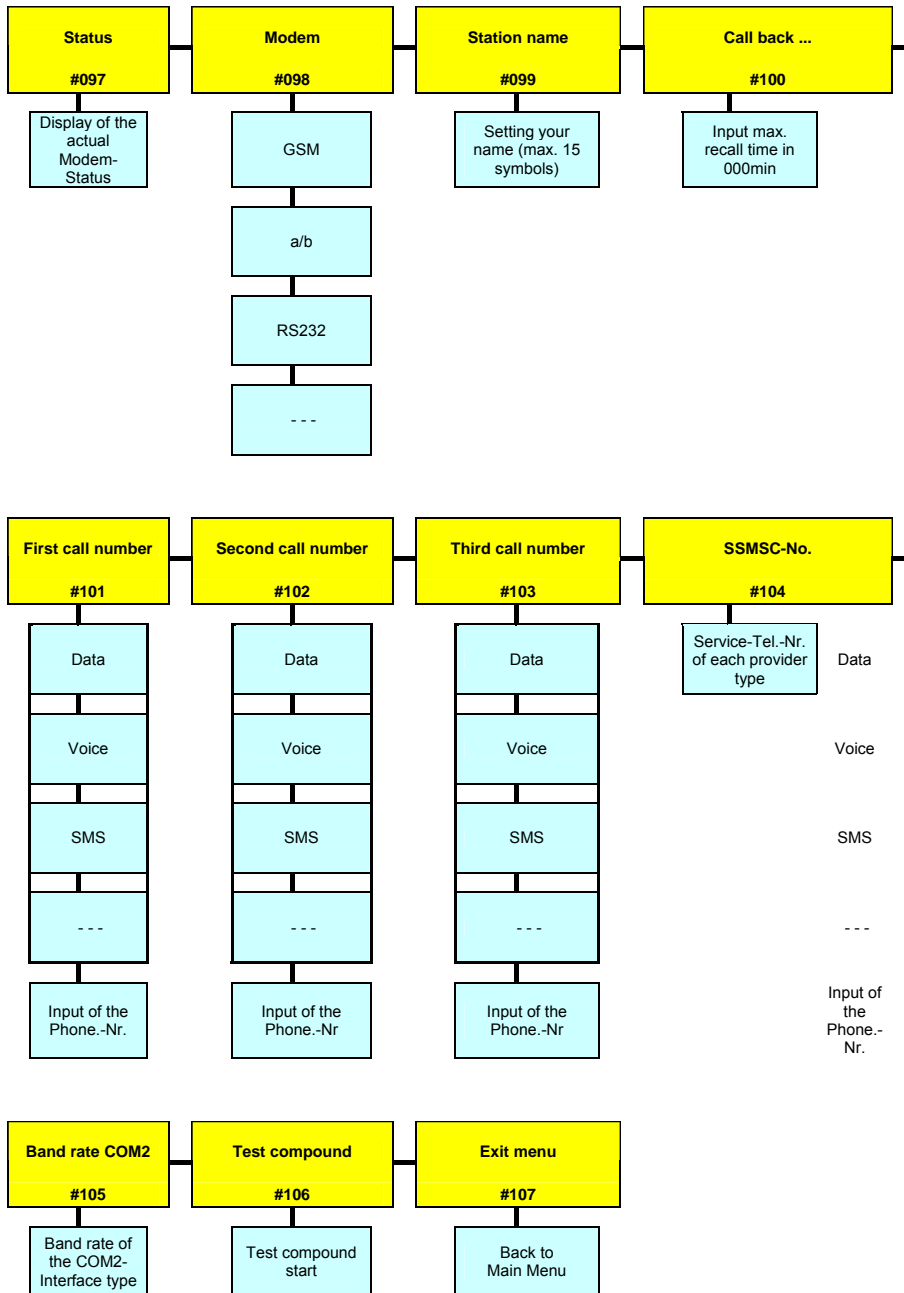 Status
#097
Modem
#098
Station name
#099
Call back ...
#100
Display of the
actual
Modem-
Status
GSM
a/b
RS232
- - -
Setting your
name (max. 15
symbols)
Input max.
recall time in
000min
First call number
#101
Second call number
#102
Third call number
#103
SSMSC-No.
#104
Data
Voice
SMS
- - -
Input of the
Phone.-Nr.
Data
Voice
SMS
- - -
Input of the
Phone.-Nr
Data
Voice
SMS
- - -
Input of the
Phone.-Nr
Service-Tel.-Nr.
of each provider
type
Data
Voice
SMS
- - -
Input of
the
Phone.-
Nr.
Band rate COM2
#105
Test compound
#106
Exit menu
#107
Band rate of
the COM2-
Interface type
Test compound
start
Back to
Main Menu